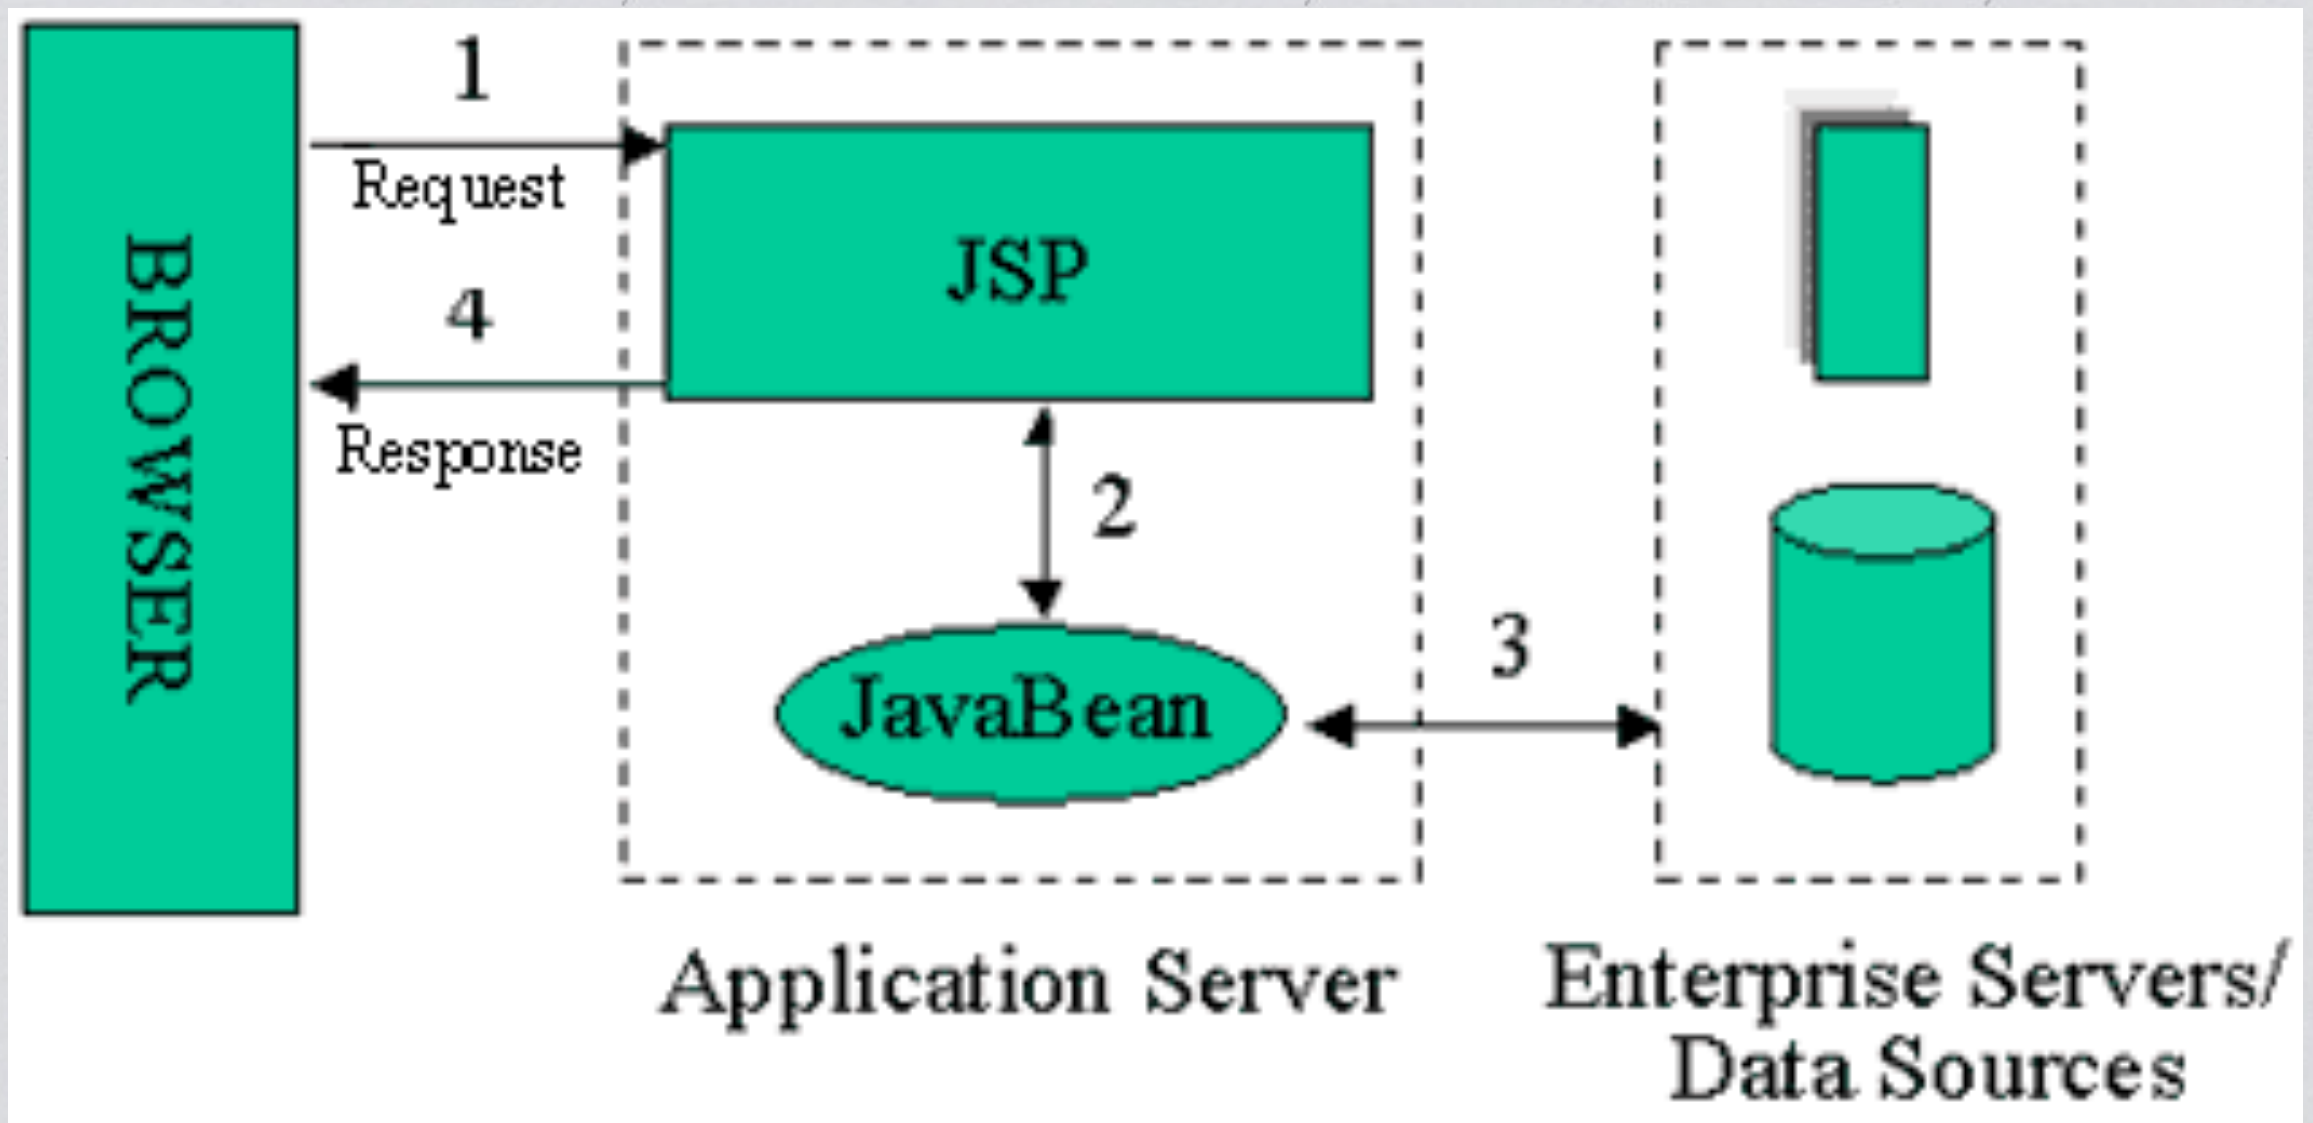 BROWSER
1
Request
4
Response
JSP
2
JavaBean
3
Application Server
Enterprise Servers/
Data Sources